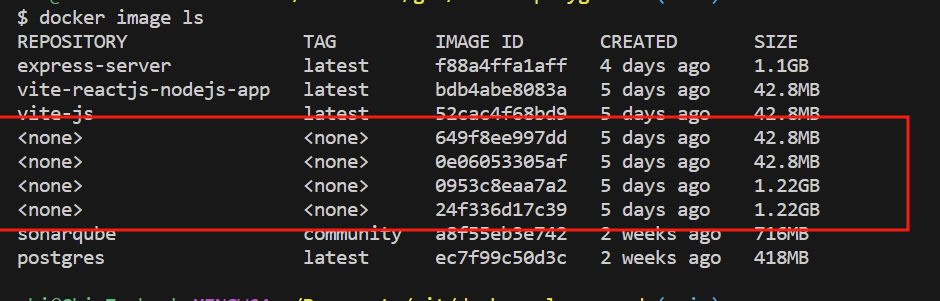 $ docker image ls
REPOSITORY TAG IMAGE ID CREATED SIZE
express-server latest f88a4ffa1aff 4 days ago 1.1GB
vite-reactjs-nodejs-app latest bdb4abe8083a 5 days ago 42.8MB
vite-js latest 52cac4f68bd9 5 days ago 42.8MB
<none> <none> 649f8ee997dd 5 days ago 42.8MB
<none> <none> 0e06053305af 5 days ago 42.8MB
<none> <none> 0953c8eaa7a2 5 days ago 1.22GB
<none> <none> 24f336d17c39 5 days ago 1.22GB
sonarqube community a8f55eb3e742 2 weeks ago 716MB
postgres latest ec7f99c50d3c 2 weeks ago 418MB